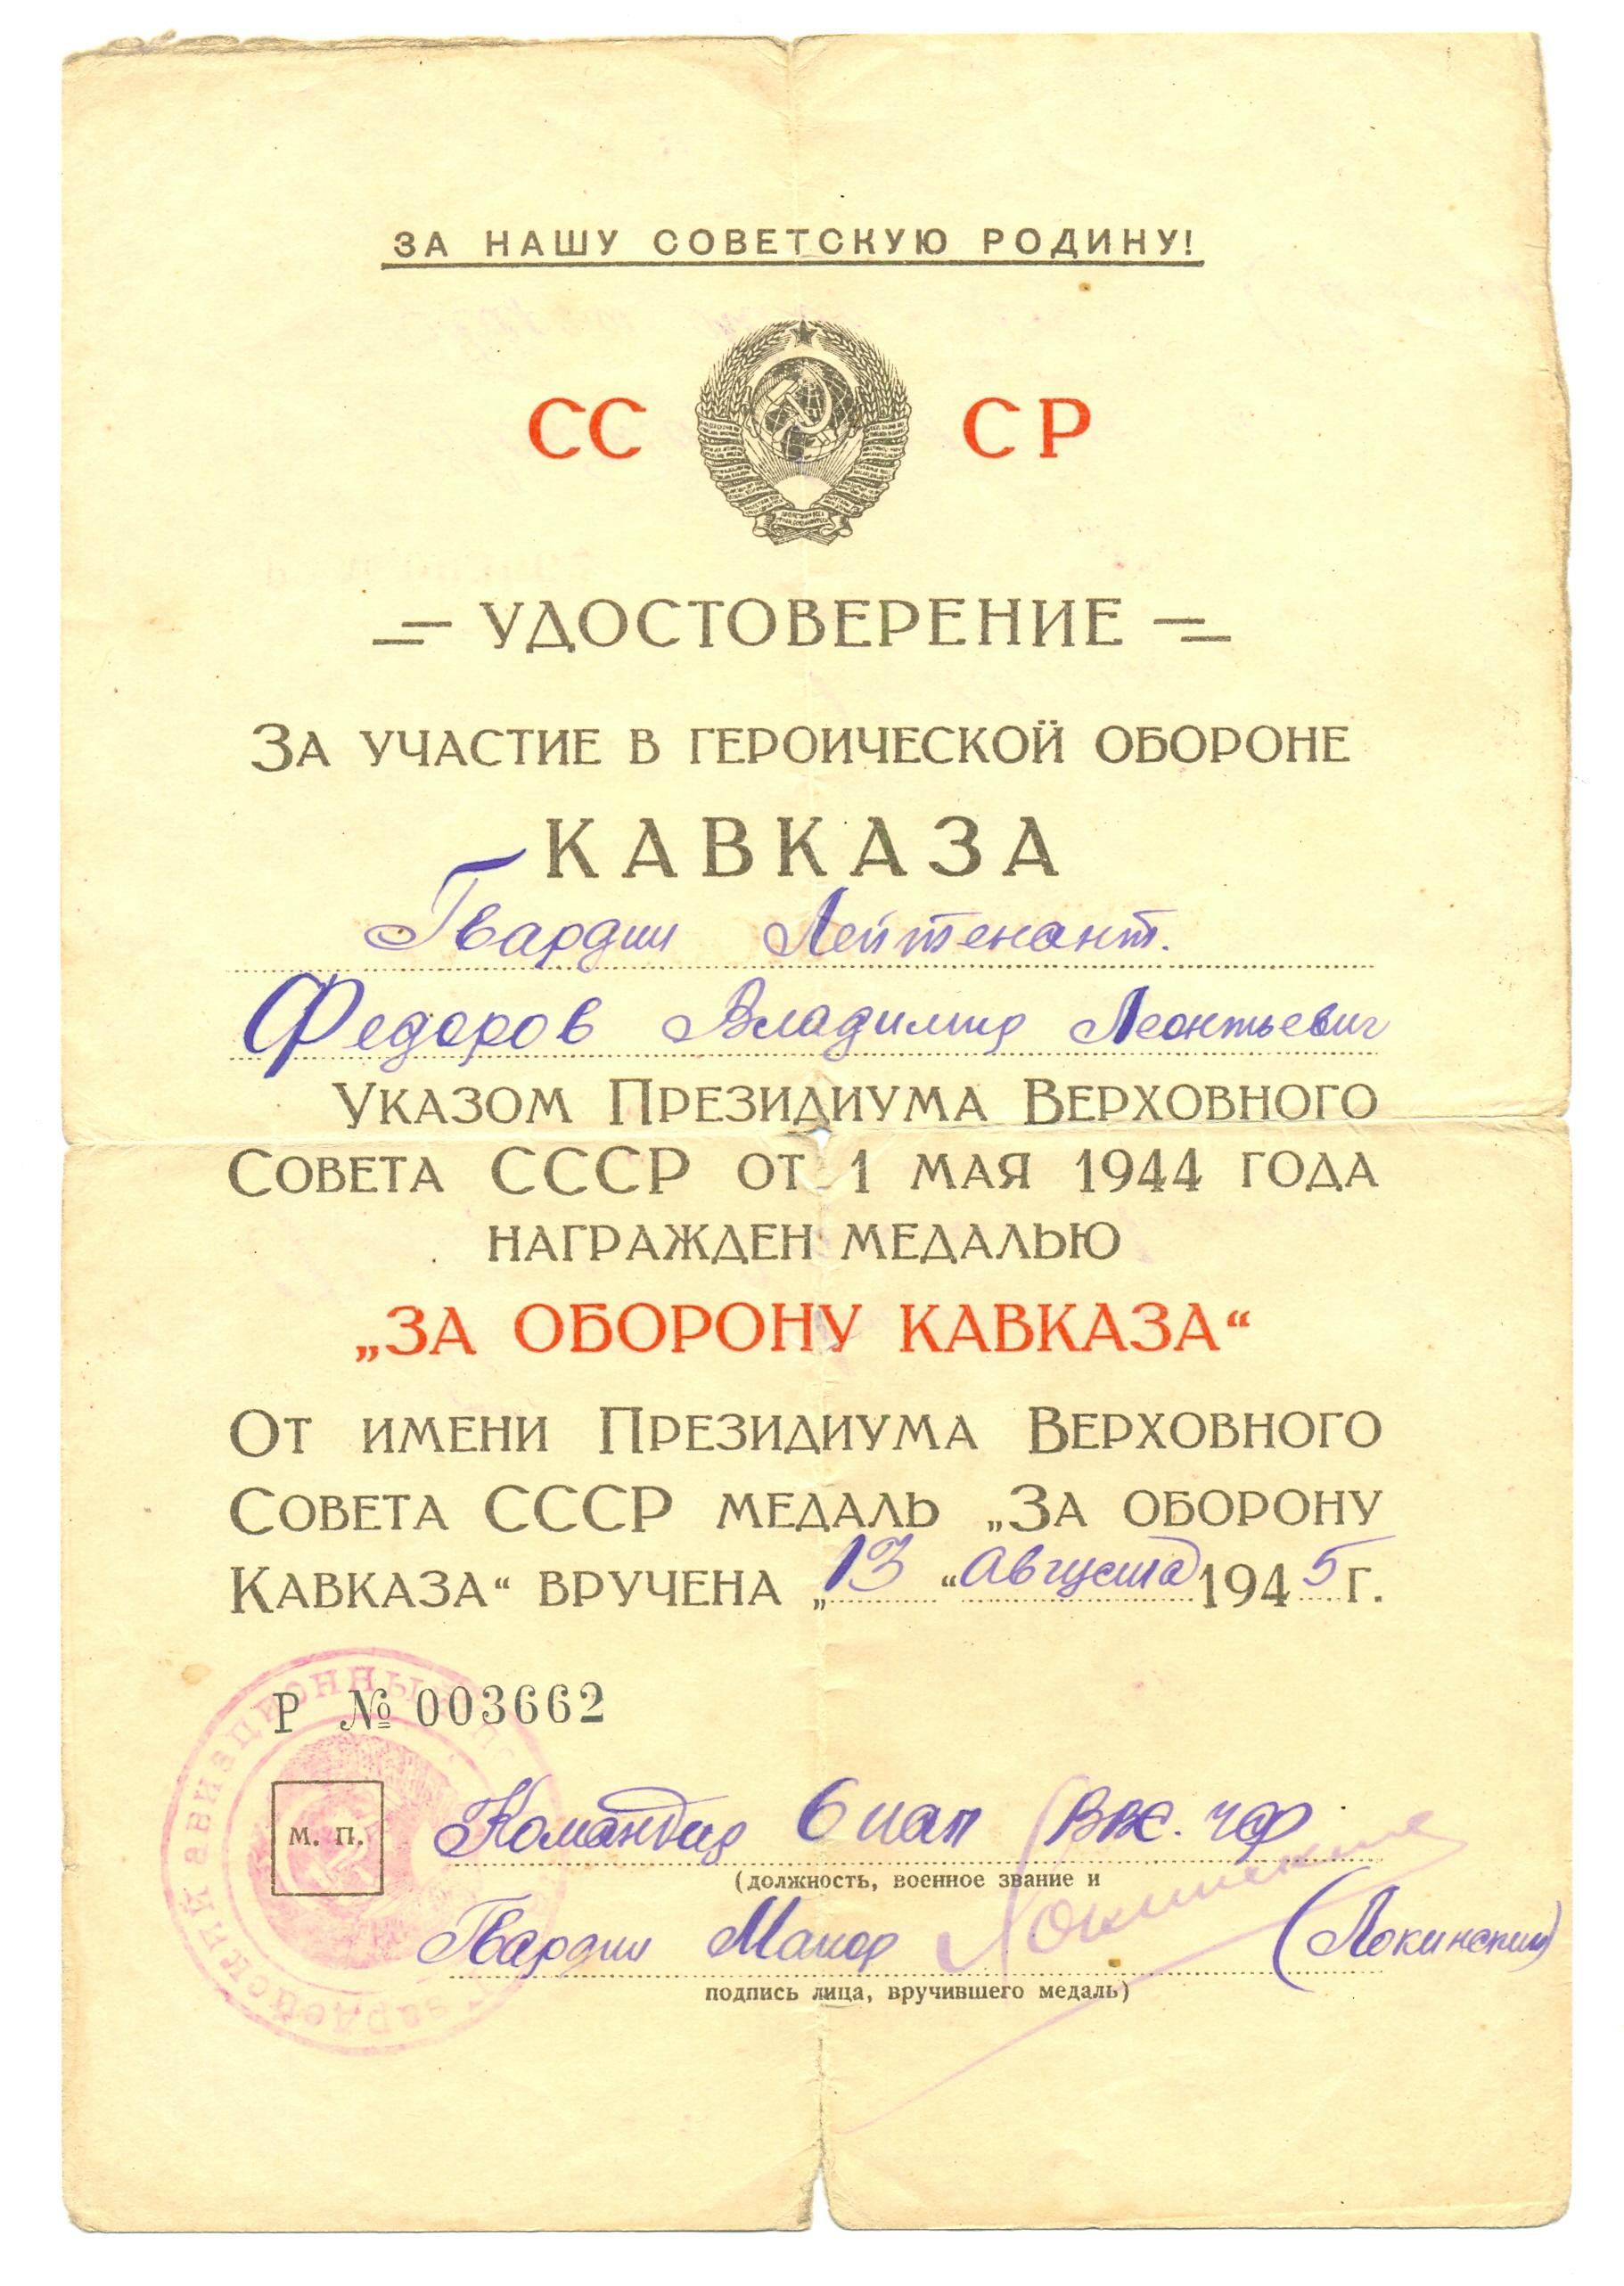 ЗА НАШУ СОВЕТСКУЮ РОДИНУ!
СС СР
УДОСТОВЕРЕНИЕ
ЗА УЧАСТИЕ В ГЕРОИЧЕСКОЙ ОБОРОНЕ
КАВКАЗА
Гвардии Лейтенант.
Федоров Владимир Леонтьевич
УКАЗОМ ПРЕЗИДИУМА ВЕРХОВНОГО
СОВЕТА СССР ОТ 1 МАЯ 1944 ГОДА
НАГРАЖДЕН МЕДАЛЬЮ
„ЗА ОБОРОНУ КАВКАЗА“
ОТ ИМЕНИ ПРЕЗИДИУМА ВЕРХОВНОГО
СОВЕТА СССР МЕДАЛЬ „ЗА ОБОРОНУ
КАВКАЗА“ ВРУЧЕНА „13“ Августа 1945 г.
Р № 003662
М. П.
Командир 6 иап ВВС. ЧФ
(должность, военное звание и
Гвардии Маиор (Локинский)
подпись лица, вручившего медаль)